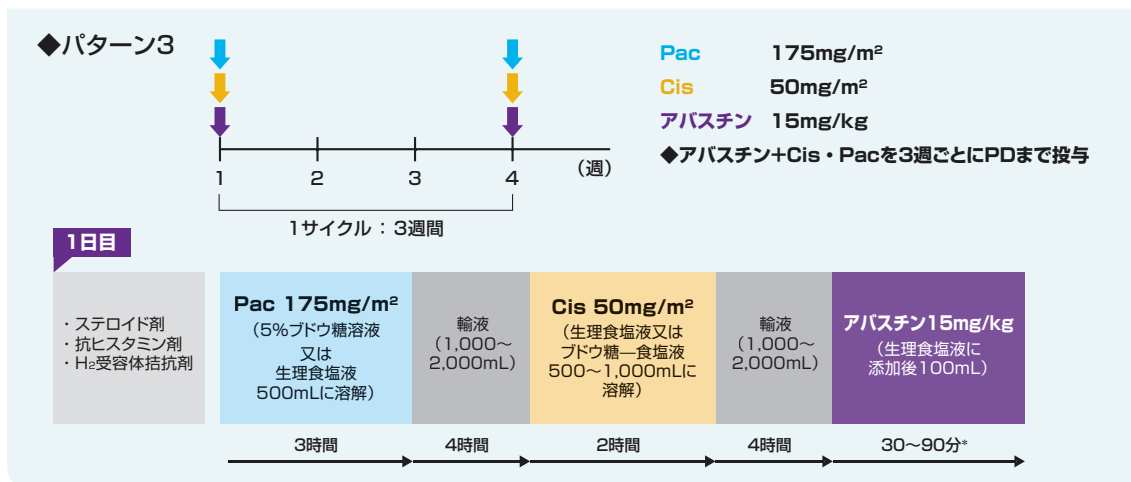 ◆パターン3
Pac 175mg/m²
Cis 50mg/m²
アバスチン 15mg/kg
◆アバスチン+Cis・Pacを3週ごとにPDまで投与
1 2 3 4 (週)
1サイクル：3週間
1日目
・ステロイド剤
・抗ヒスタミン剤
・H₂受容体拮抗剤
Pac 175mg/m²
（5%ブドウ糖溶液
又は
生理食塩液
500mLに溶解）
輸液
（1,000〜
2,000mL）
Cis 50mg/m²
（生理食塩液又は
ブドウ糖―食塩液
500〜1,000mLに
溶解）
輸液
（1,000〜
2,000mL）
アバスチン15mg/kg
（生理食塩液に
添加後100mL）
3時間
4時間
2時間
4時間
30〜90分*